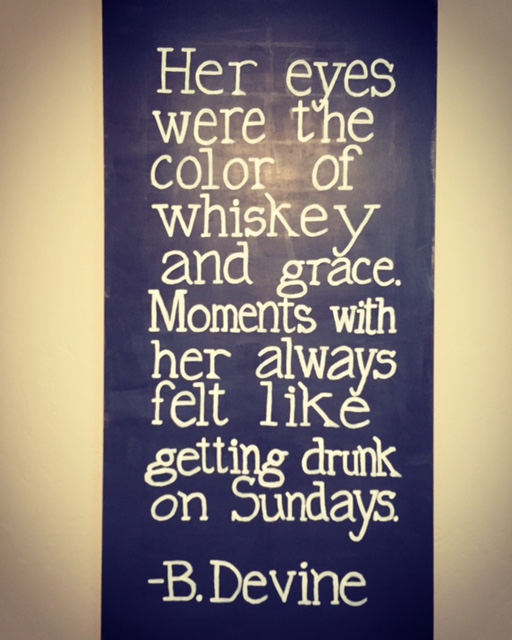 Her eyes
were the
color of
whiskey
and grace.
Moments with
her always
felt like
getting drunk
on Sundays.
-B. Devine